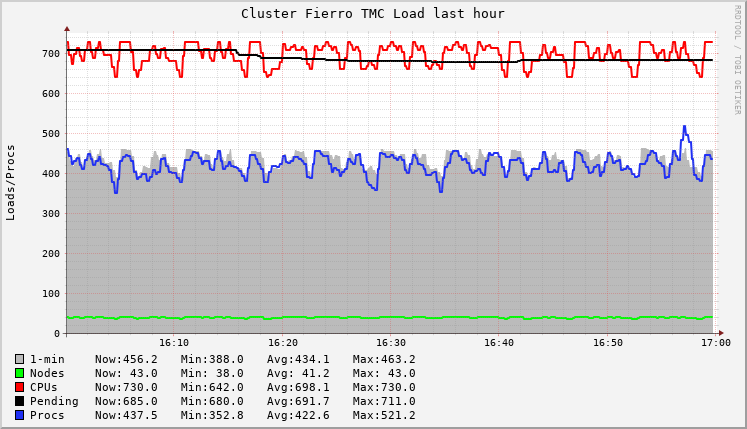 Cluster Fierro TMC Load last hour
RRDTOOL / TOBI OETIKER
Loads/Procs
700
600
500
400
300
200
100
0
16:10 16:20 16:30 16:40 16:50 17:00
1-min Now:456.2 Min:388.0 Avg:434.1 Max:463.2
Nodes Now: 43.0 Min: 38.0 Avg: 41.2 Max: 43.0
CPUs Now:730.0 Min:642.0 Avg:698.1 Max:730.0
Pending Now:685.0 Min:680.0 Avg:691.7 Max:711.0
Procs Now:437.5 Min:352.8 Avg:422.6 Max:521.2